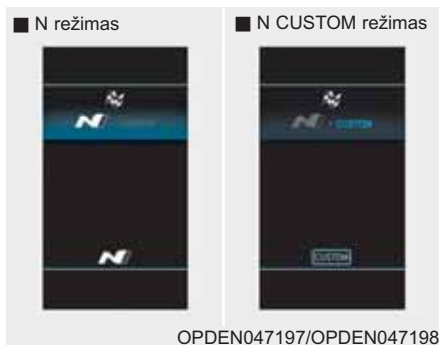 ■ N režimas
■ N CUSTOM režimas
N
N · CUSTOM
N
CUSTOM
OPDEN047197/OPDEN047198